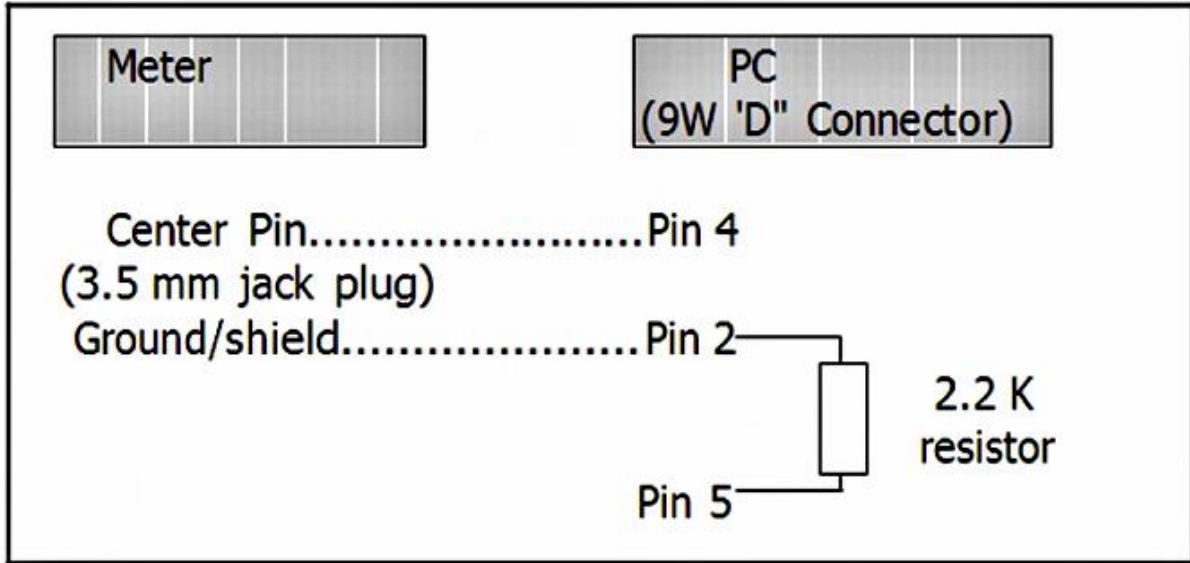 Meter
PC
(9W 'D" Connector)
Center Pin........................Pin 4
(3.5 mm jack plug)
Ground/shield.....................Pin 2
2.2 K
resistor
Pin 5